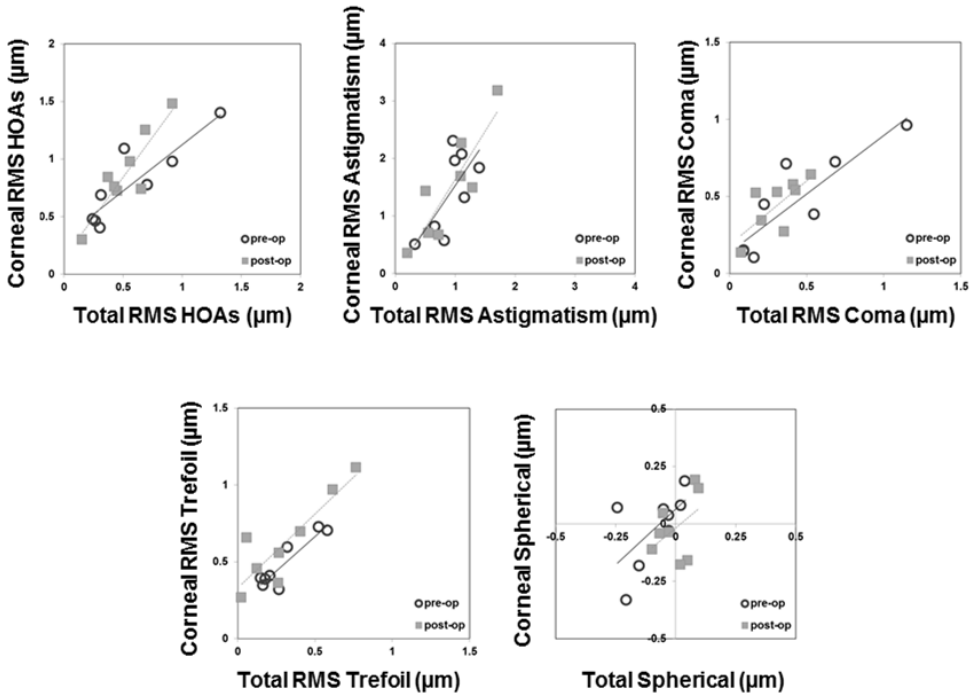 Corneal RMS HOAs (µm)
2
1.5
1
0.5
0
0
0.5
1
1.5
2
pre-op
post-op
Total RMS HOAs (µm)
Corneal RMS Astigmatism (µm)
4
3
2
1
0
0
1
2
3
4
pre-op
post-op
Total RMS Astigmatism (µm)
Corneal RMS Coma (µm)
1.5
1
0.5
0
0
0.5
1
1.5
pre-op
post-op
Total RMS Coma (µm)
Corneal RMS Trefoil (µm)
1.5
1
0.5
0
0
0.5
1
1.5
pre-op
post-op
Total RMS Trefoil (µm)
Corneal Spherical (µm)
0.5
0.25
0
-0.5
-0.25
0
0.25
0.5
-0.25
-0.5
pre-op
post-op
Total Spherical (µm)